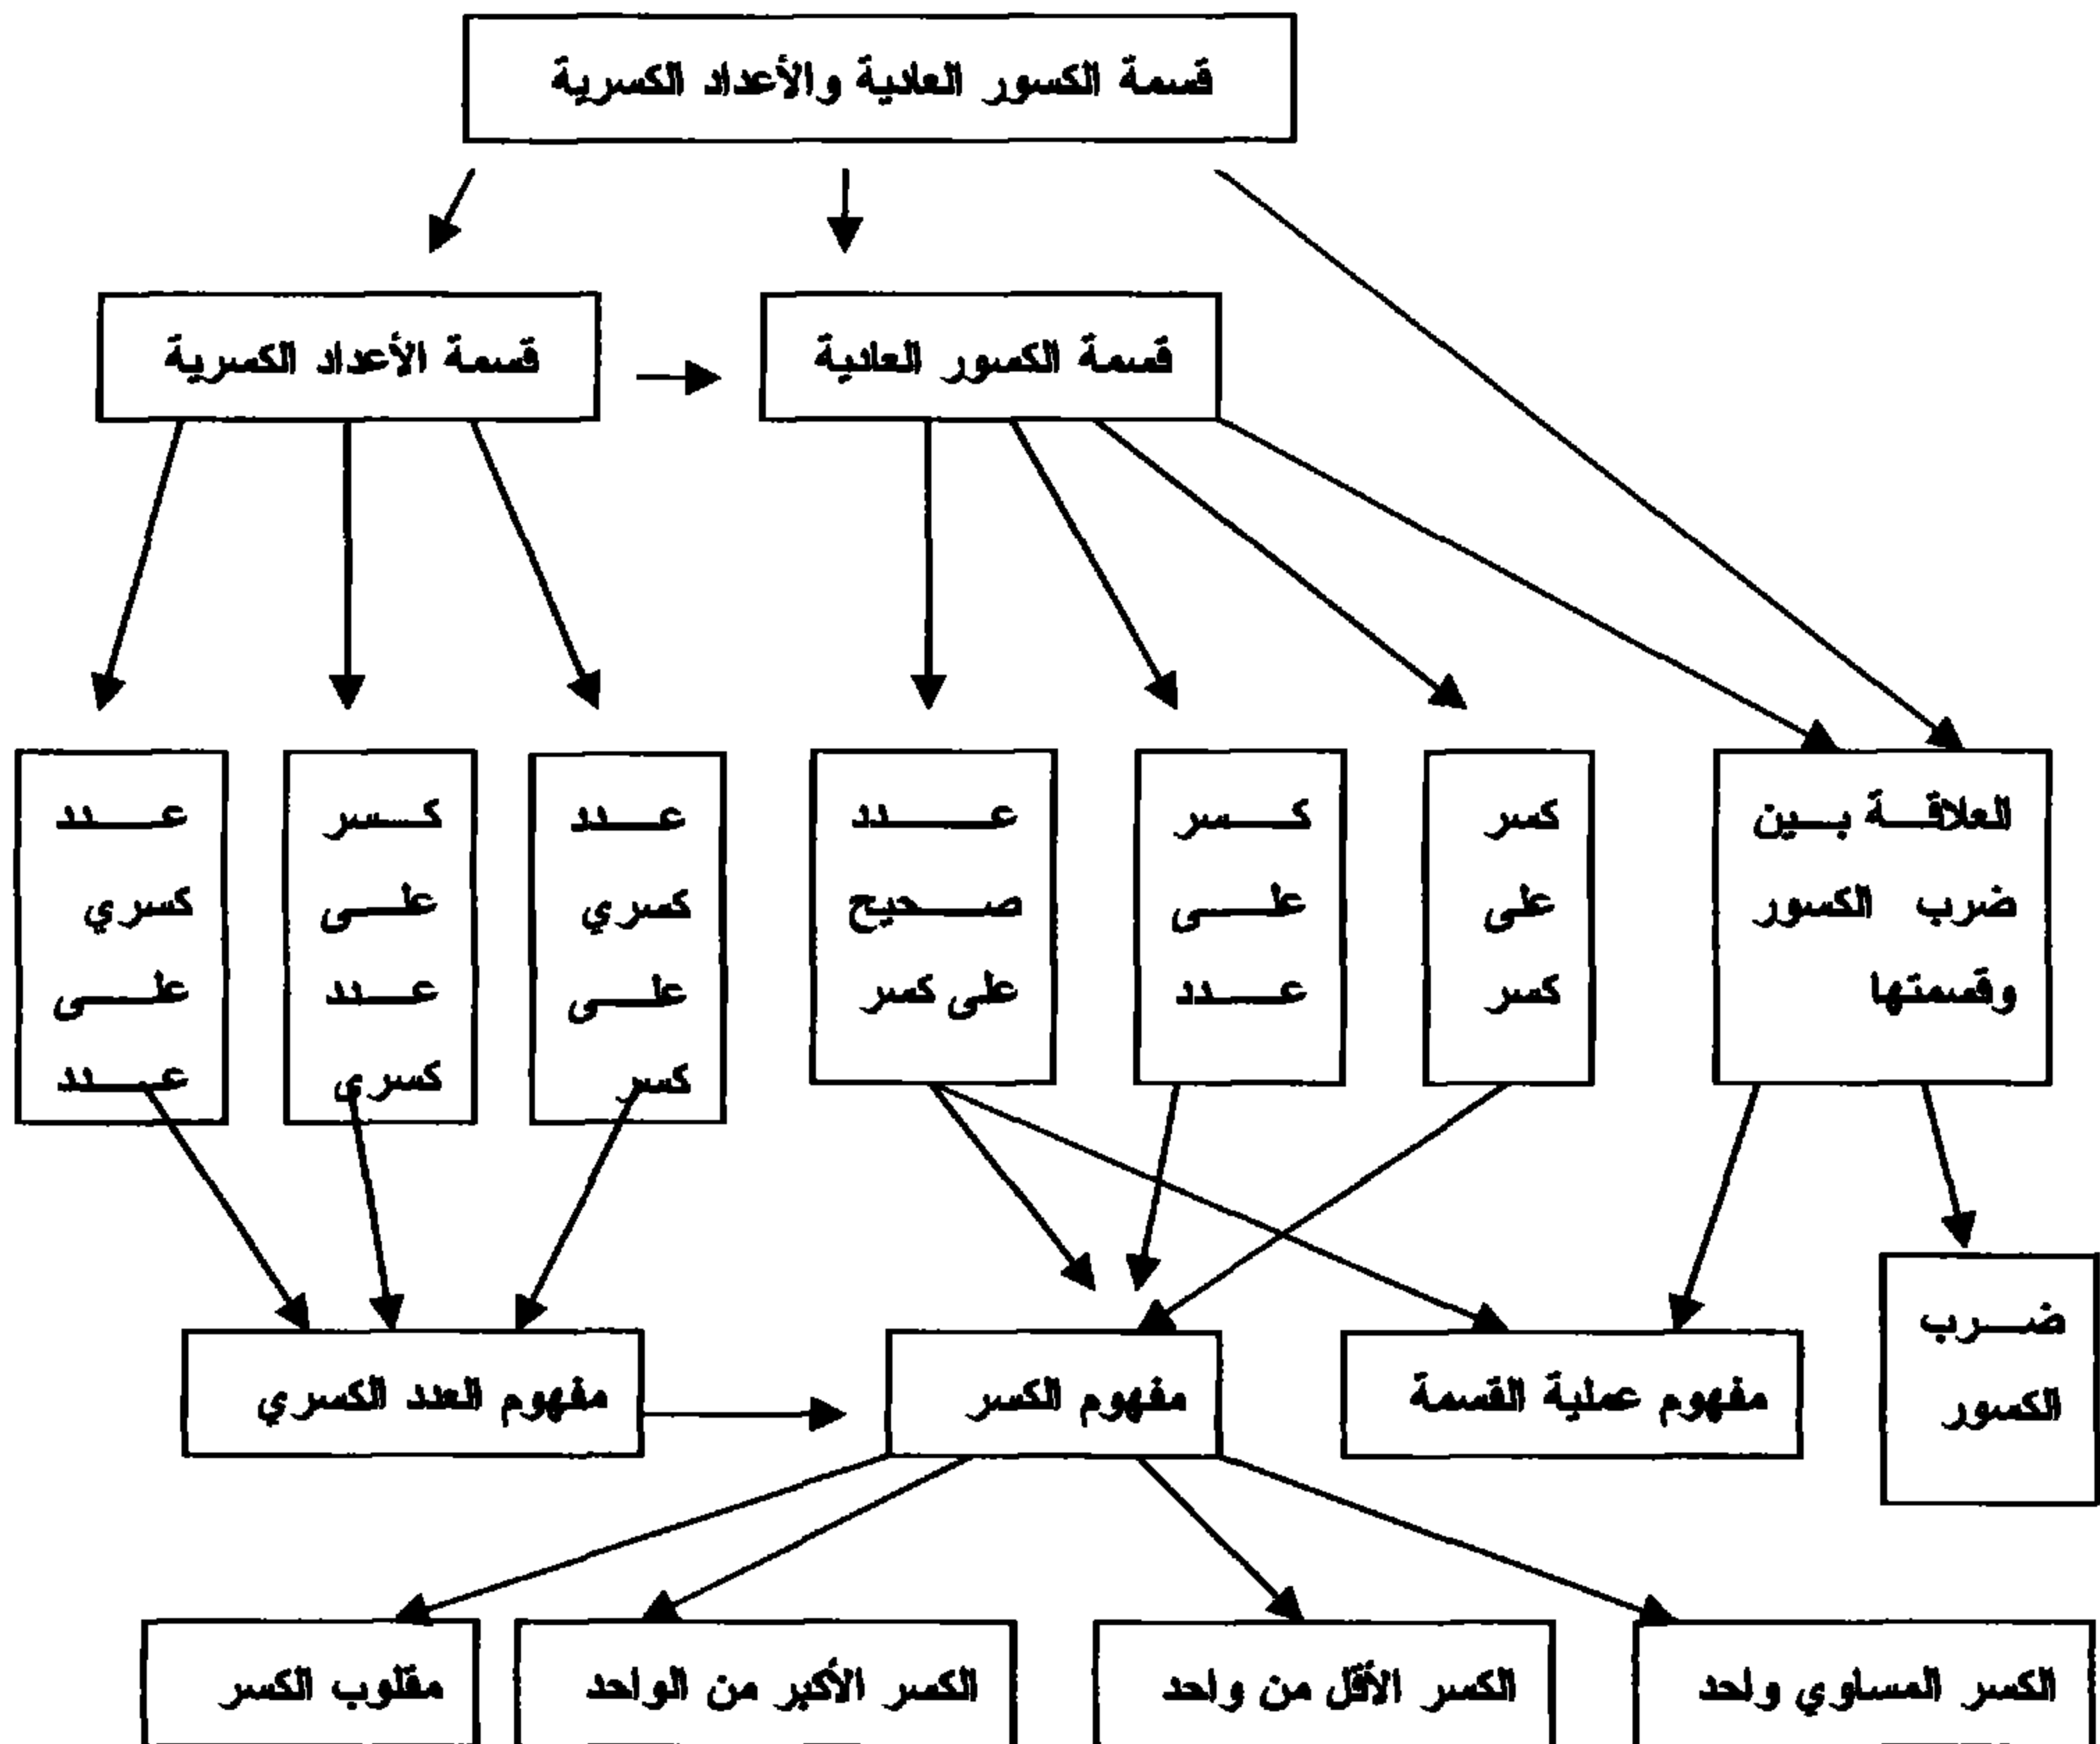 قسمة الكسور العادية والأعداد الكسرية
قسمة الكسور العادية
قسمة الأعداد الكسرية
العلاقة بين
ضرب الكسور
وقسمتها
كسر
على
كسر
كسر
على
عدد
عدد
صحيح
على كسر
عدد
كسري
على
كسر
كسر
على
عدد
كسري
عدد
كسري
على
عدد
ضرب
الكسور
مفهوم عملية القسمة
مفهوم الكسر
مفهوم العدد الكسري
الكسر المساوي واحد
الكسر الأقل من واحد
الكسر الأكبر من الواحد
مقلوب الكسر